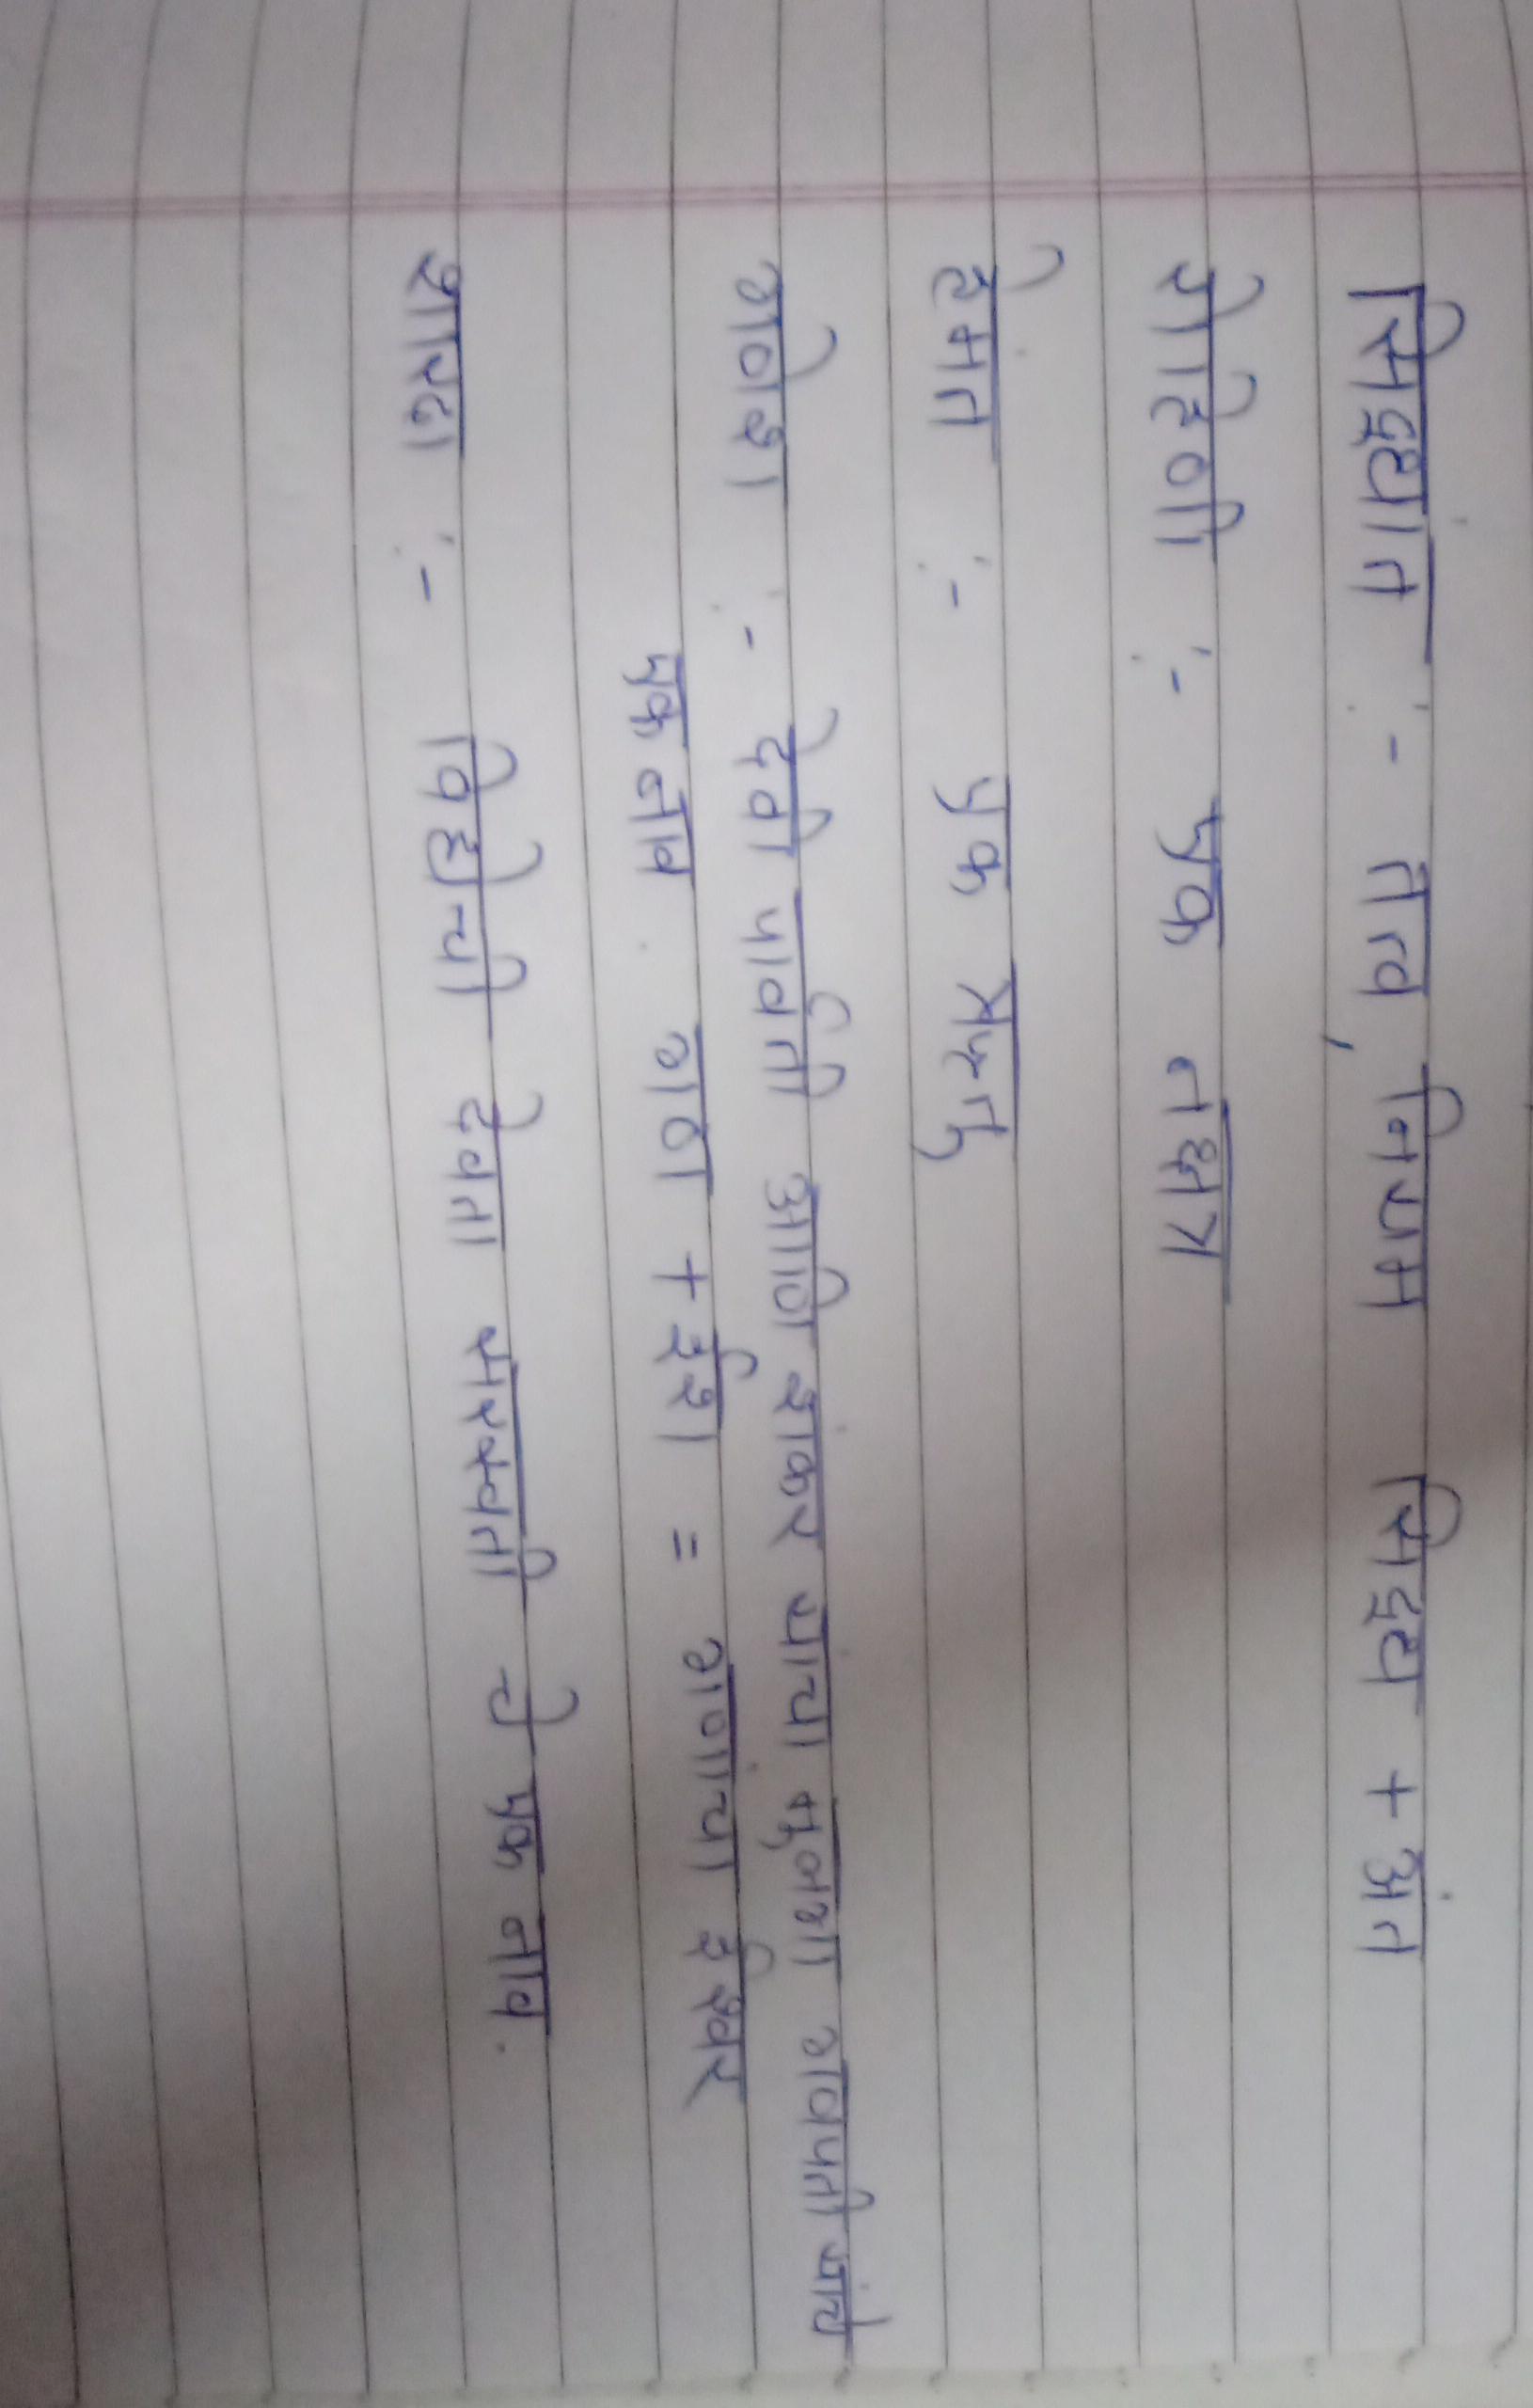 सिद्धांत :- तत्व, नियम सिद्ध + अंत
रोहिणी :- एक नक्षत्र
हेमंत :- एक ऋतू
गणेश :- देवी पार्वती आणि शंकर यांचा मुलगा गणपती यांचे
एक नाव. गण + ईश = गणांचा ईश्वर
शारदा :- विद्येची देवता सरस्वती चे एक नाव.